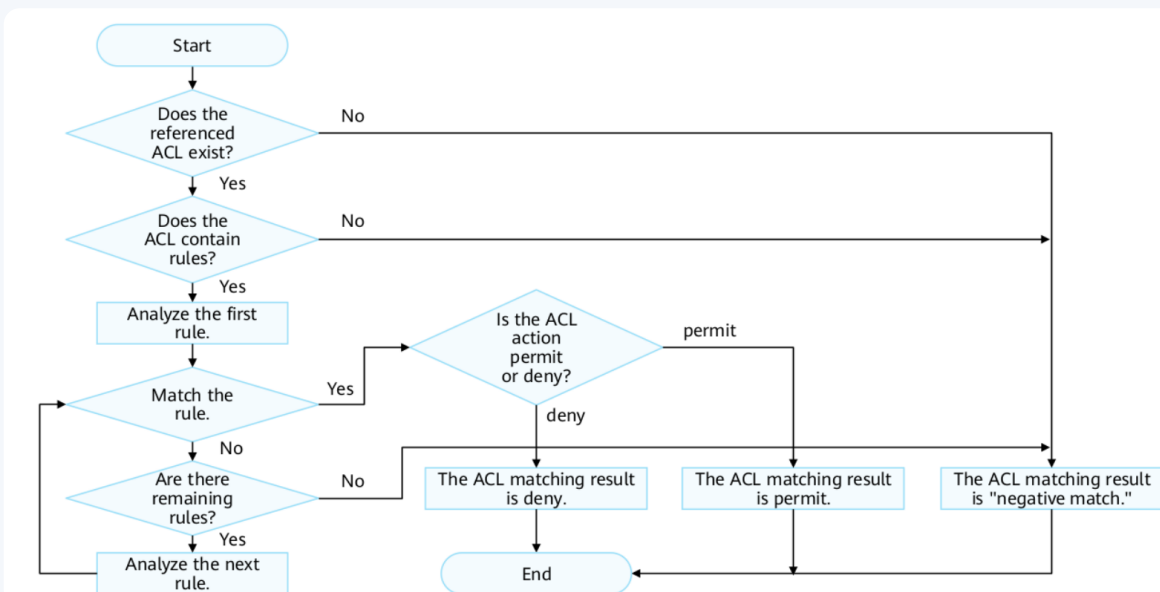 Start
Does the
referenced
ACL exist?
No
Yes
Does the
ACL contain
rules?
No
Yes
Analyze the first
rule.
Match the
rule.
Yes
No
Is the ACL
action
permit
or deny?
permit
deny
Are there
remaining
rules?
No
Yes
Analyze the next
rule.
The ACL matching result
is deny.
The ACL matching result
is permit.
The ACL matching result
is "negative match."
End